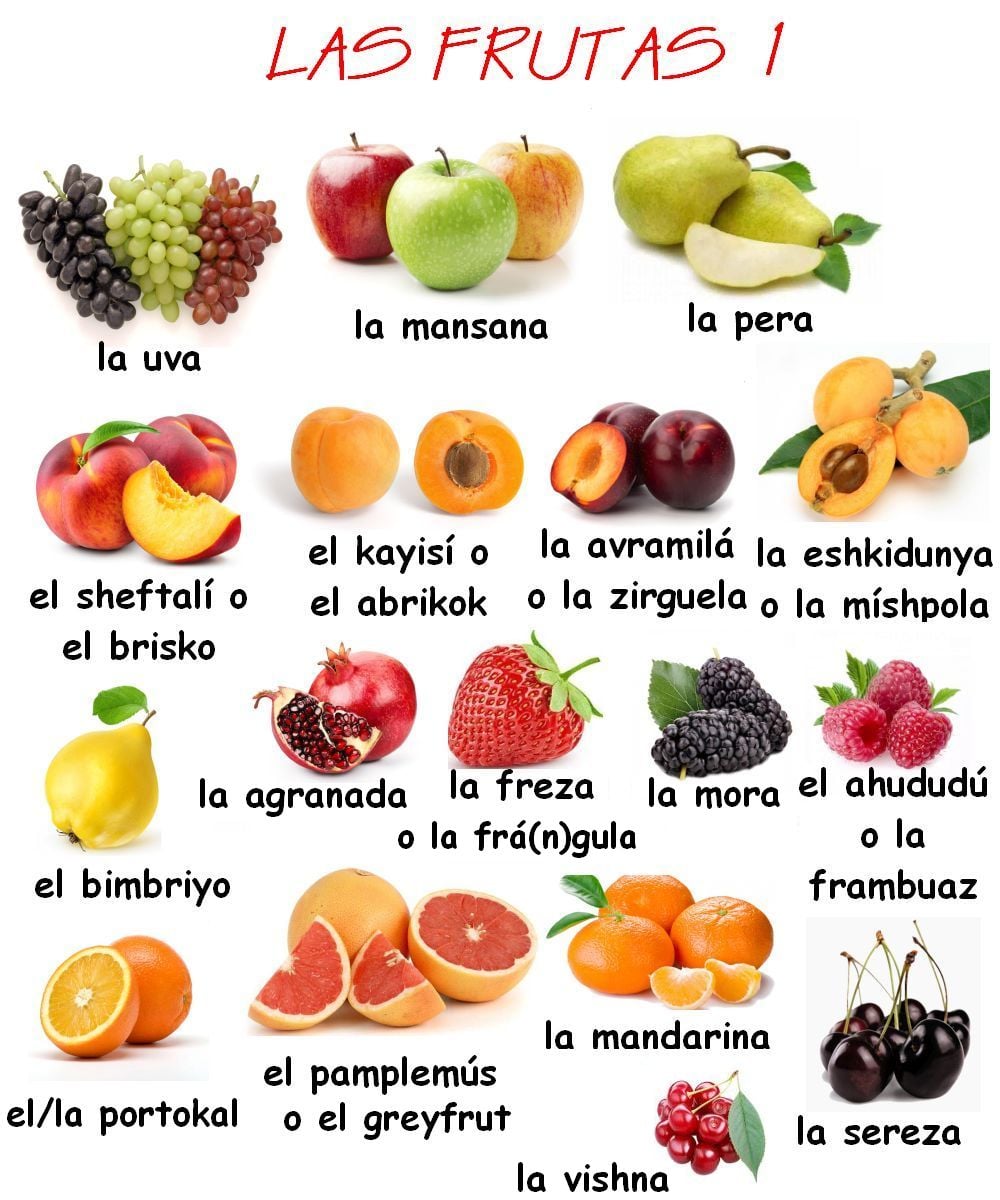 LAS FRUTAS 1
la uva
la mansana
la pera
el sheftalí o
el brisko
el kayisí o
el abrikok
la avramilá
o la zirguela
la eshkidunya
o la míshpola
el bimbriyo
la agranada
la freza
o la frá(n)gula
la mora
el ahududú
o la
frambuaz
el/la portokal
el pamplemús
o el greyfrut
la mandarina
la vishna
la sereza